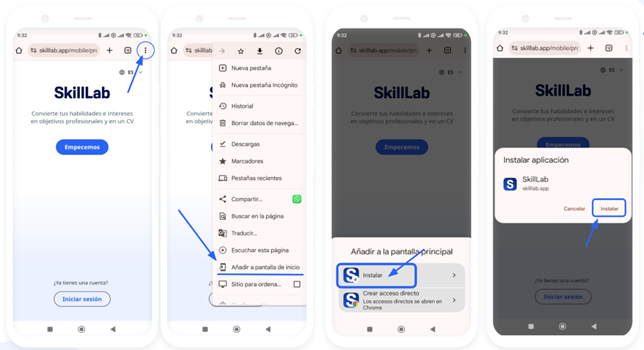 9:32
skilllab.app/mobile/pr
ES
SkillLab
Convierte tus habilidades e intereses
en objetivos profesionales y en un CV
Empecemos
¿Ya tienes una cuenta?
Iniciar sesión
9:32
skilllab
Nueva pestaña
Nueva pestaña Incógnito
Historial
Borrar datos de navega...
Descargas
Marcadores
Pestañas recientes
Compartir...
Buscar en la página
Traducir...
Escuchar esta página
Añadir a pantalla de inicio
Sitio para ordena...
Convierte
en objetivos
9:32
skilllab.app/mobile/pr
ES
SkillLab
Convierte tus habilidades e intereses
en objetivos profesionales y en un CV
Empecemos
Añadir a la pantalla principal
Instalar
Crear acceso directo
Los accesos directos se abren en
Chrome
9:32
skilllab.app/mobile/pr
ES
SkillLab
Convierte tus habilidades e intereses
en objetivos profesionales y en un CV
Empecemos
Instalar aplicación
SkillLab
skilllab.app
Cancelar
Instalar
¿Ya tienes una cuenta?
Iniciar sesión